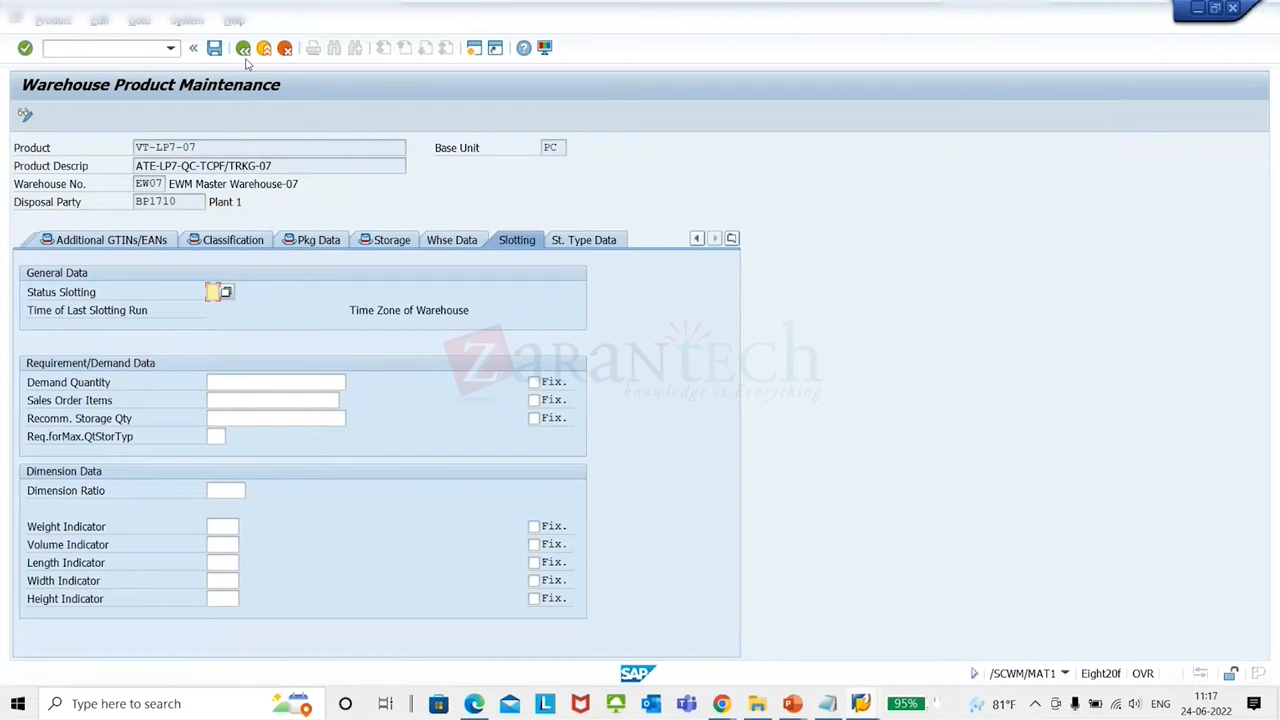 Product Edit Goto System Help
Warehouse Product Maintenance
Product VT-LP7-07 Base Unit PC
Product Descrip ATE-LP7-QC-TCPF/TRKG-07
Warehouse No. EW07 EWM Master Warehouse-07
Disposal Party BP1710 Plant 1
Additional GTINs/EANs Classification Pkg Data Storage Whse Data Slotting St. Type Data
General Data
Status Slotting
Time of Last Slotting Run Time Zone of Warehouse
Requirement/Demand Data
Demand Quantity Fix.
Sales Order Items Fix.
Recomm. Storage Qty Fix.
Req.forMax.QtStorTyp
Dimension Data
Dimension Ratio
Weight Indicator Fix.
Volume Indicator Fix.
Length Indicator Fix.
Width Indicator Fix.
Height Indicator Fix.
ZaranTech
knowledge is Everything
SAP /SCWM/MAT1 Eight20f OVR
Type here to search 95% 81°F ENG 11:17
24-06-2022